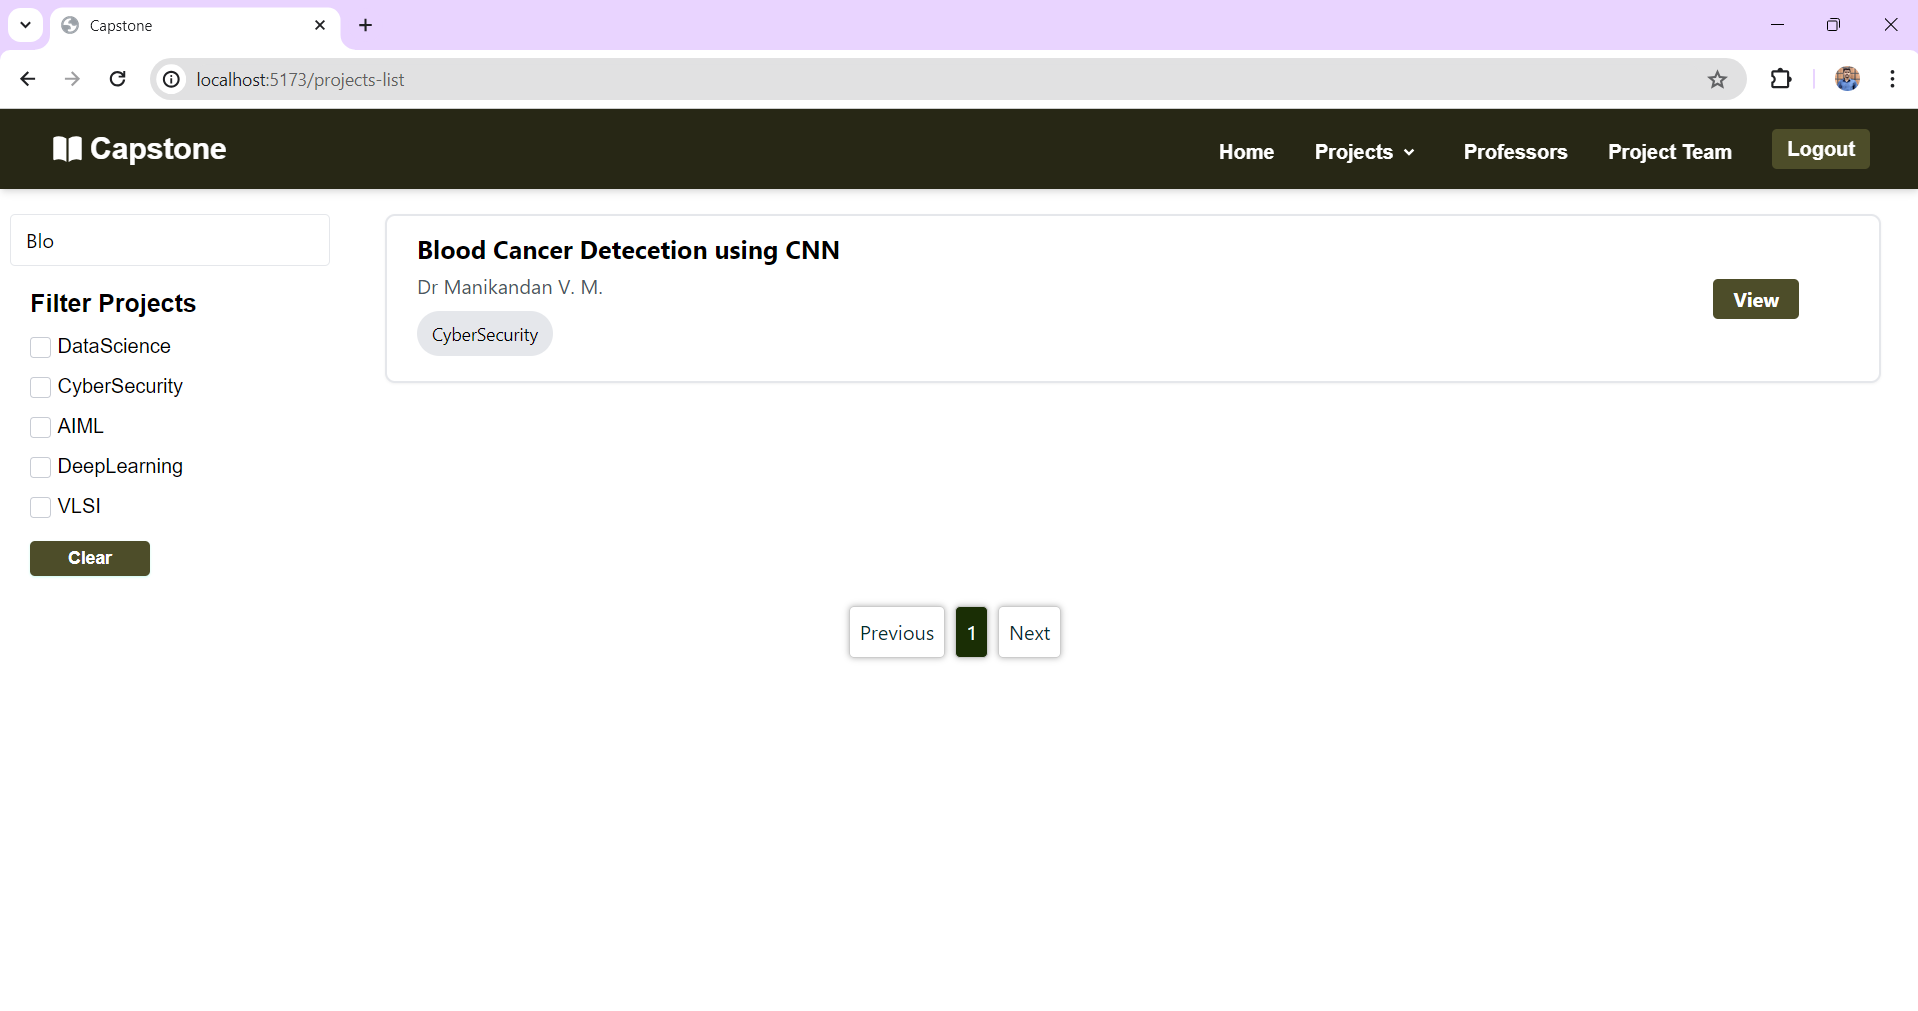 Capstone
localhost:5173/projects-list
Capstone
Home Projects Professors Project Team Logout
Blo
Filter Projects
DataScience
CyberSecurity
AIML
DeepLearning
VLSI
Clear
Blood Cancer Detecetion using CNN
Dr Manikandan V. M.
CyberSecurity
View
Previous 1 Next